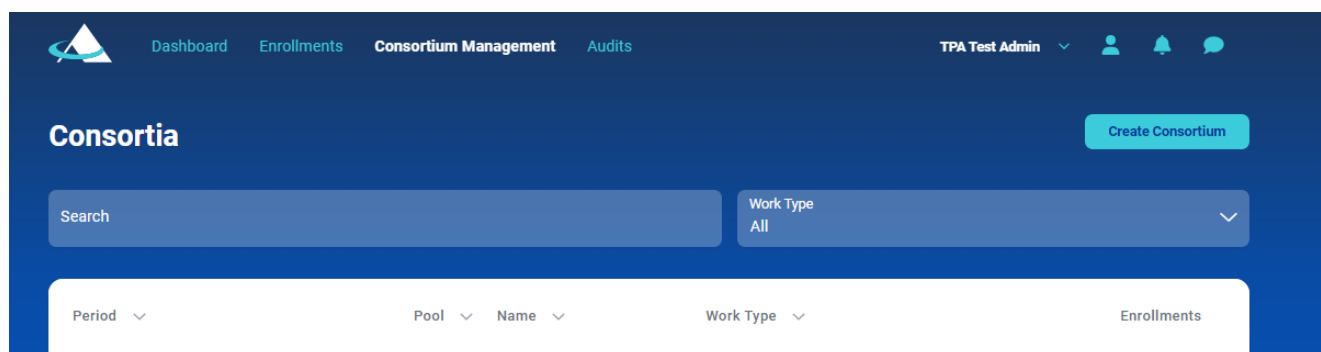 Dashboard Enrollments Consortium Management Audits TPA Test Admin
Consortia Create Consortium
Search
Work Type
All
Period Pool Name Work Type Enrollments